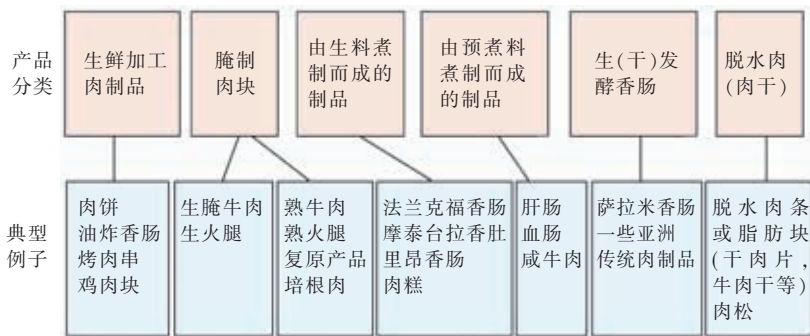 产品
分类
生鲜加工
肉制品
腌制
肉块
由生料煮
制而成的
制品
由预煮料
煮制而成
的制品
生(干)发
酵香肠
脱水肉
(肉干)
典型
例子
肉饼
油炸香肠
烤肉串
鸡肉块
生腌牛肉
生火腿
熟牛肉
熟火腿
复原产品
培根肉
法兰克福香肠
摩泰台拉香肚
里昂香肠
肉糕
肝肠
血肠
咸牛肉
萨拉米香肠
一些亚洲
传统肉制品
脱水肉条
或脂肪块
(干肉片,
牛肉干等)
肉松